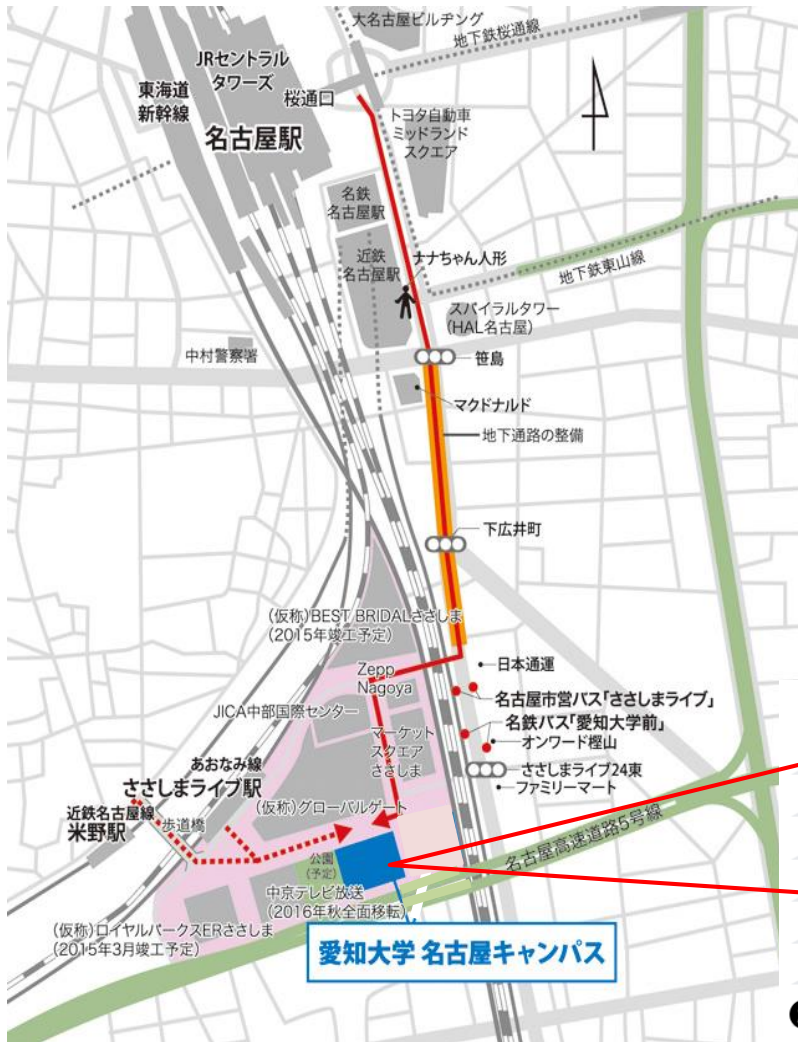 大名古屋ビルヂング
地下鉄桜通線
JRセントラル
タワーズ
東海道
新幹線
桜通口
名古屋駅
トヨタ自動車
ミッドランド
スクエア
名鉄
名古屋駅
近鉄
名古屋駅
ナナちゃん人形
地下鉄東山線
スパイラルタワー
(HAL名古屋)
中村警察署
笹島
マクドナルド
地下通路の整備
下広井町
(仮称)BEST BRIDALささしま
(2015年竣工予定)
日本通運
Zepp
Nagoya
名古屋市営バス「ささしまライブ」
JICA中部国際センター
名鉄バス「愛知大学前」
マーケット
スクエア
ささしま
オンワード樫山
あおなみ線
ささしまライブ駅
ささしまライブ24東
ファミリーマート
(仮称)グローバルゲート
近鉄名古屋線
米野駅
歩道橋
名古屋高速道路5号線
公園
(予定)
中京テレビ放送
(2016年秋全面移転)
(仮称)ロイヤルパークスERささしま
(2015年3月竣工予定)
愛知大学 名古屋キャンパス